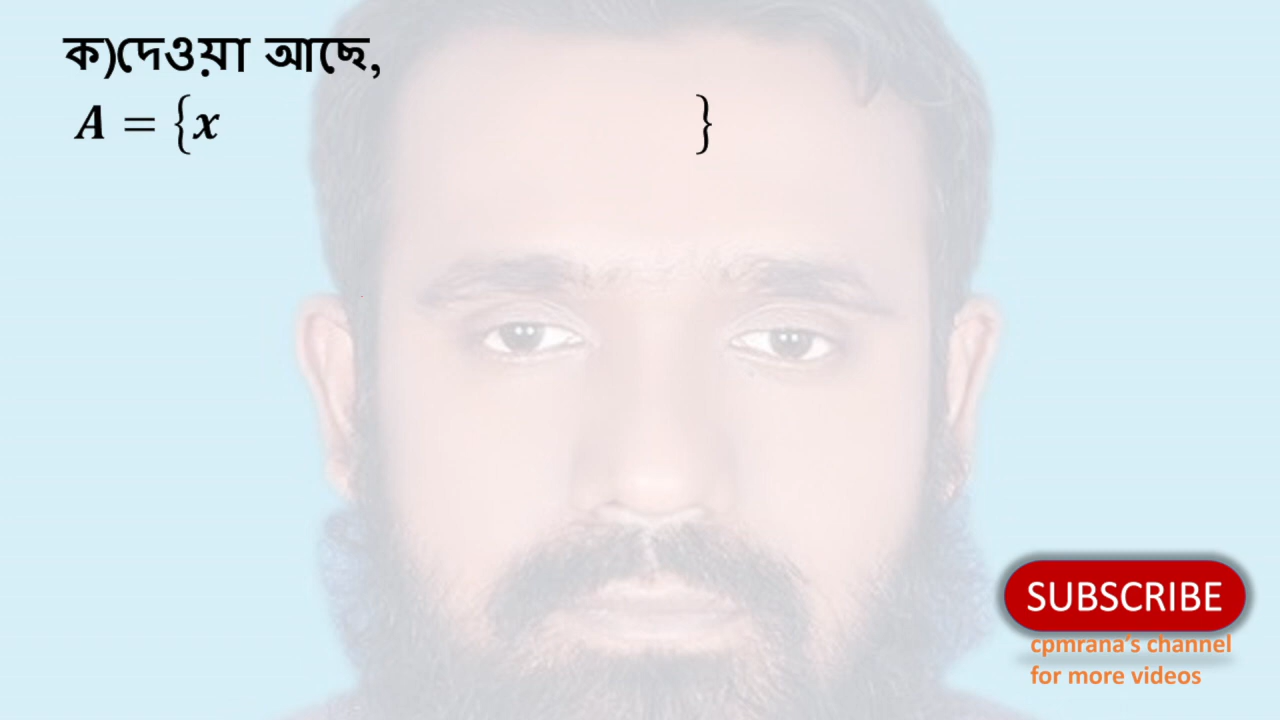 ক)দেওয়া আছে,
A = {x }
SUBSCRIBE
cpmrana's channel
for more videos